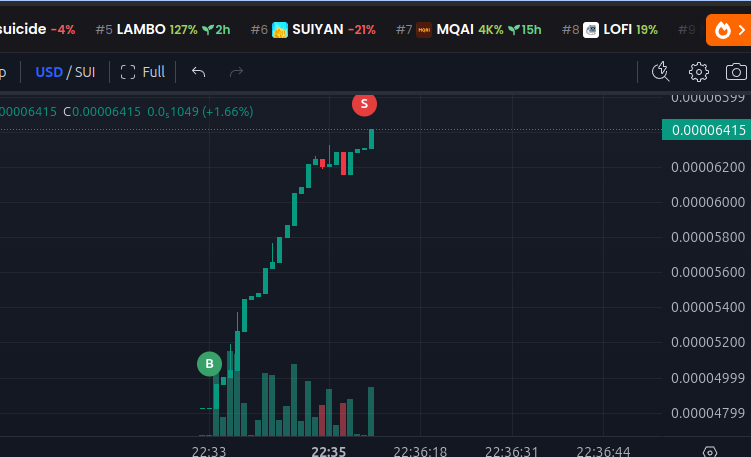 suicide -4% #5 LAMBO 127% 2h #6 SUIYAN -21% #7 MQAI 4K% 15h #8 LOFI 19% #9
p USD / SUI Full
00006415 C0.00006415 0.0₅1049 (+1.66%)
S
0.00006599
0.00006415
0.00006200
0.00006000
0.00005800
0.00005600
0.00005400
0.00005200
B
0.00004999
0.00004799
22:33 22:35 22:36:18 22:36:31 22:36:44